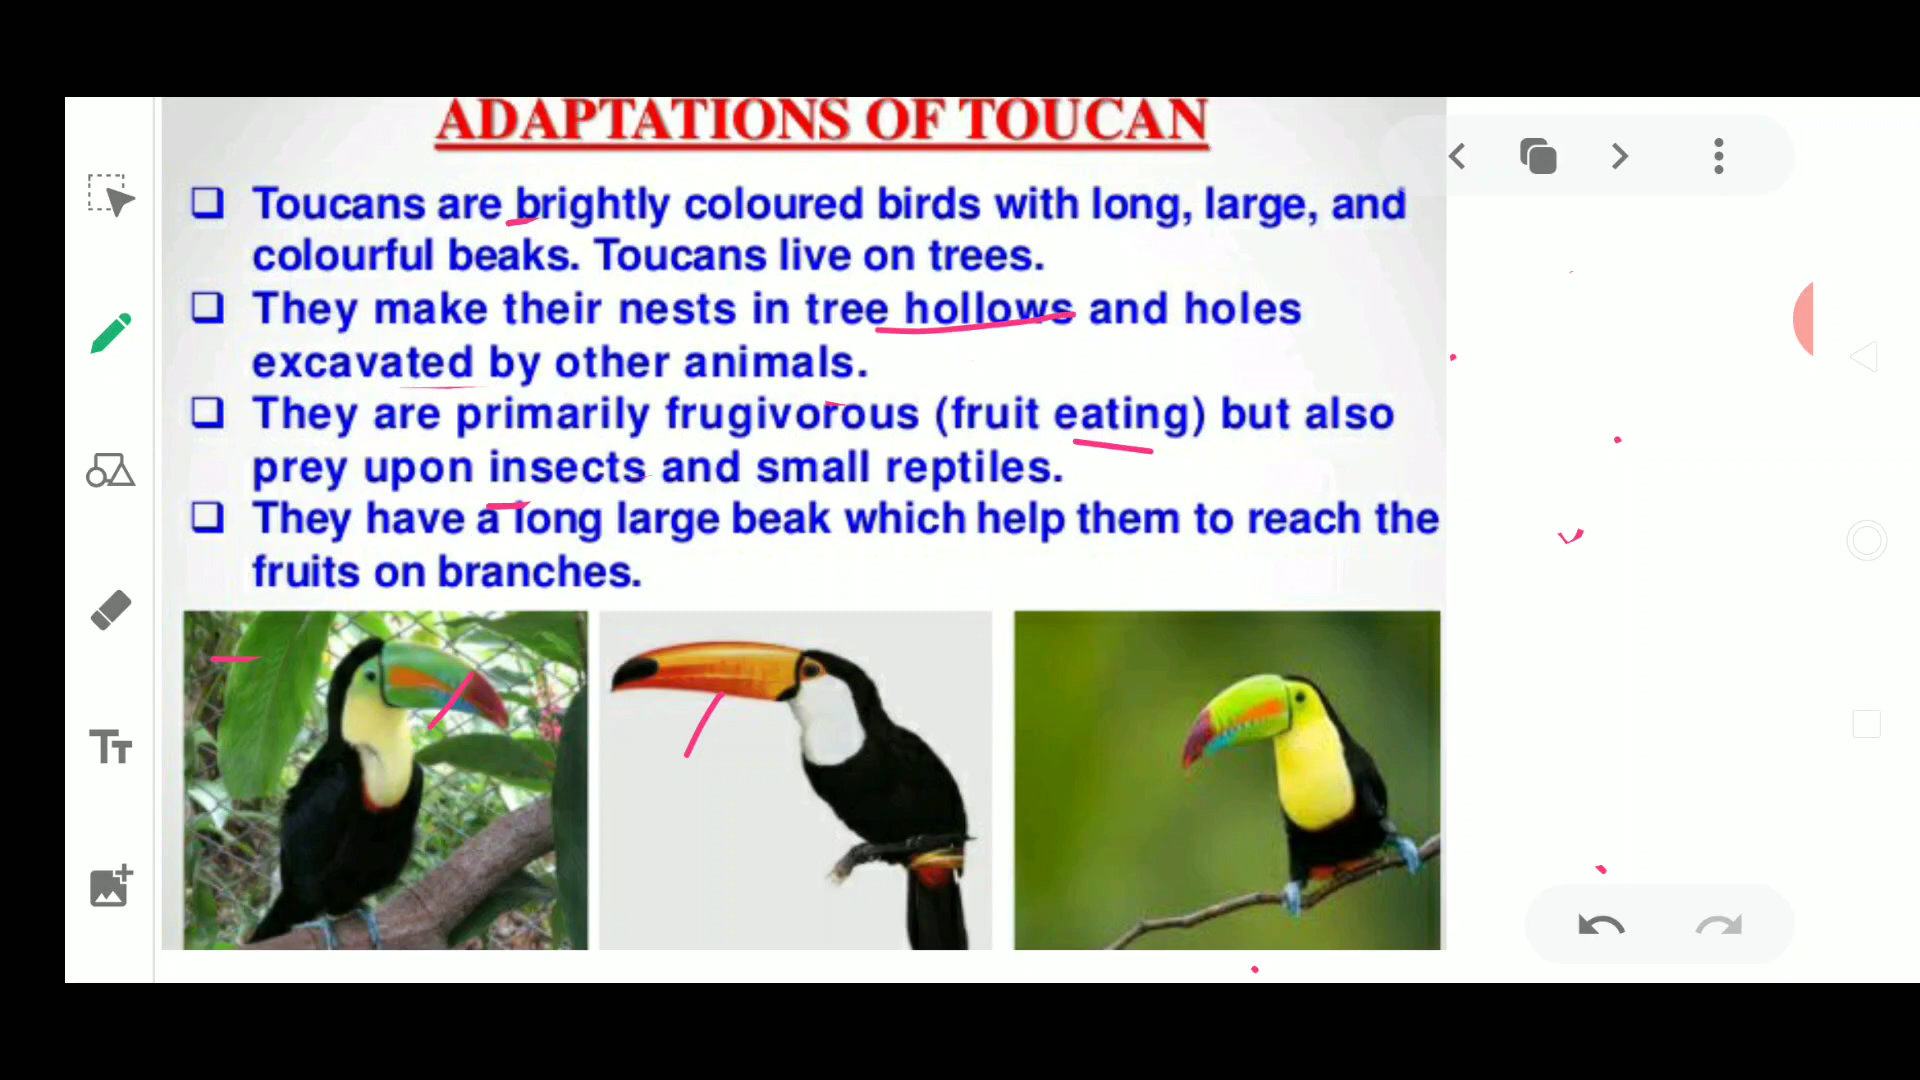 ADAPTATIONS OF TOUCAN
❑ Toucans are brightly coloured birds with long, large, and
colourful beaks. Toucans live on trees.
❑ They make their nests in tree hollows and holes
excavated by other animals.
❑ They are primarily frugivorous (fruit eating) but also
prey upon insects and small reptiles.
❑ They have a long large beak which help them to reach the
fruits on branches.